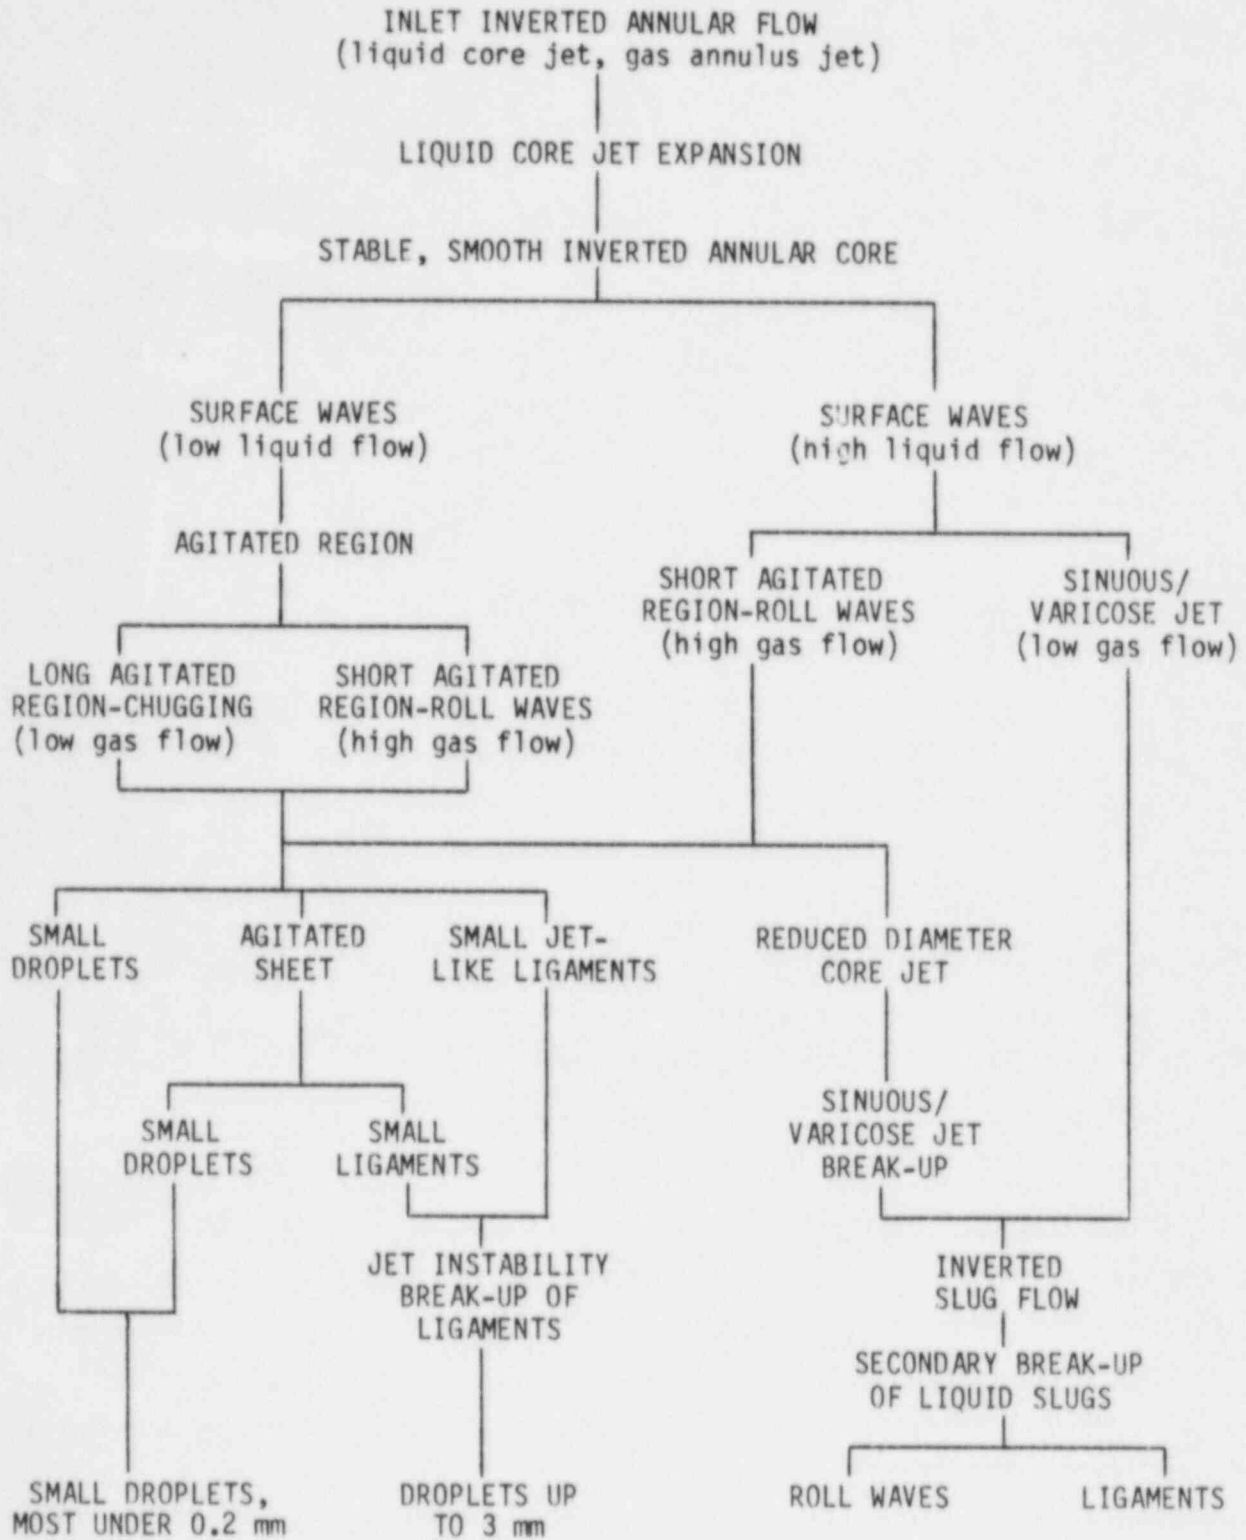 INLET INVERTED ANNULAR FLOW
(liquid core jet, gas annulus jet)
LIQUID CORE JET EXPANSION
STABLE, SMOOTH INVERTED ANNULAR CORE
SURFACE WAVES
(low liquid flow)
SURFACE WAVES
(high liquid flow)
AGITATED REGION
SHORT AGITATED
REGION-ROLL WAVES
(high gas flow)
SINUOUS/
VARICOSE JET
(low gas flow)
LONG AGITATED
REGION-CHUGGING
(low gas flow)
SHORT AGITATED
REGION-ROLL WAVES
(high gas flow)
SMALL
DROPLETS
AGITATED
SHEET
SMALL JET-
LIKE LIGAMENTS
REDUCED DIAMETER
CORE JET
SMALL
DROPLETS
SMALL
LIGAMENTS
SINUOUS/
VARICOSE JET
BREAK-UP
JET INSTABILITY
BREAK-UP OF
LIGAMENTS
INVERTED
SLUG FLOW
SECONDARY BREAK-UP
OF LIQUID SLUGS
SMALL DROPLETS,
MOST UNDER 0.2 mm
DROPLETS UP
TO 3 mm
ROLL WAVES
LIGAMENTS